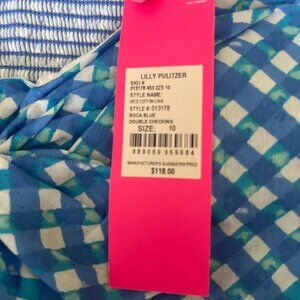 LILLY PULITZER
SKU #
013178 453 323 10
STYLE NAME:
STYLE #: 013178
BOCA BLUE
DOUBLE CHECKING
SIZE: 10
MANUFACTURER'S SUGGESTED PRICE
$118.00